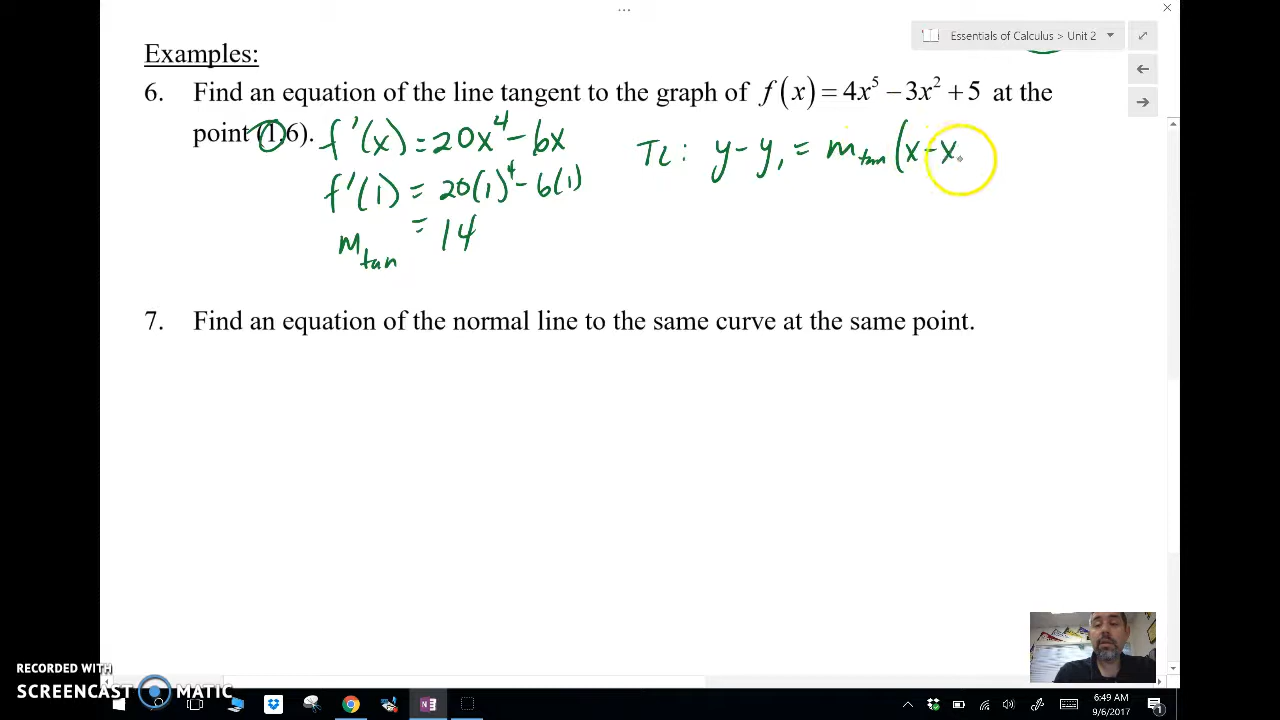 Essentials of Calculus > Unit 2
Examples:
6. Find an equation of the line tangent to the graph of f(x) = 4x⁵ − 3x² + 5 at the
point (1,6).
f'(x) = 20x⁴ − 6x
f'(1) = 20(1)⁴ − 6(1)
m_tan = 14
TL: y − y₁ = m_tan (x − x
7. Find an equation of the normal line to the same curve at the same point.
RECORDED WITH
SCREENCAST MATIC
N
6:49 AM
9/6/2017
1